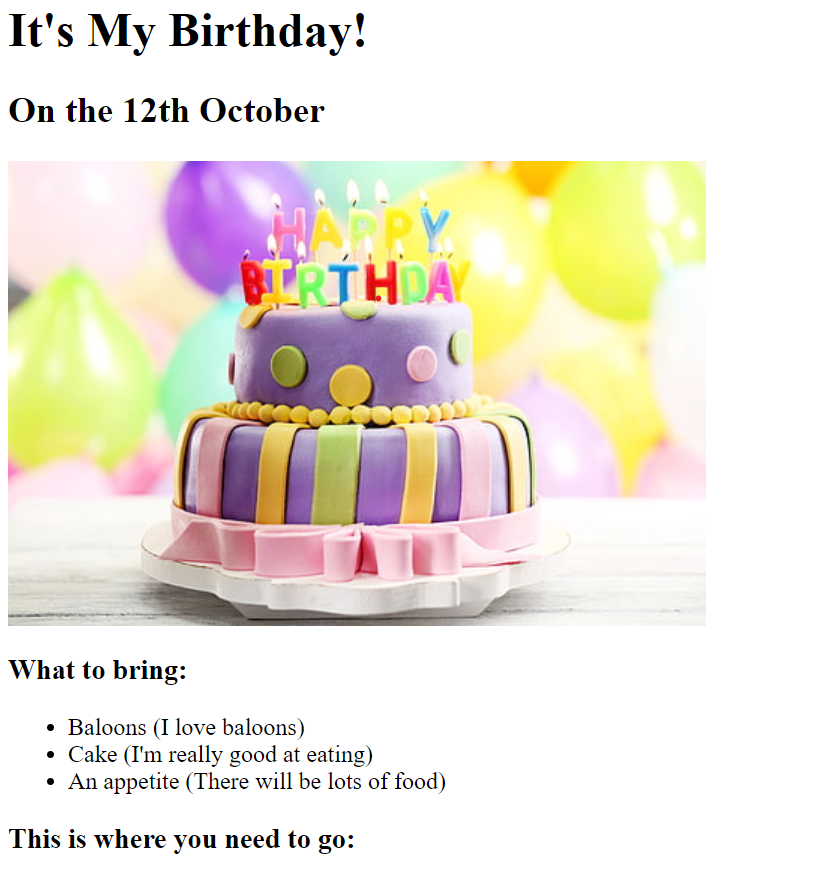 It's My Birthday!
On the 12th October
HAPPY
BIRTHDAY
What to bring:
Baloons (I love baloons)
Cake (I'm really good at eating)
An appetite (There will be lots of food)
This is where you need to go: